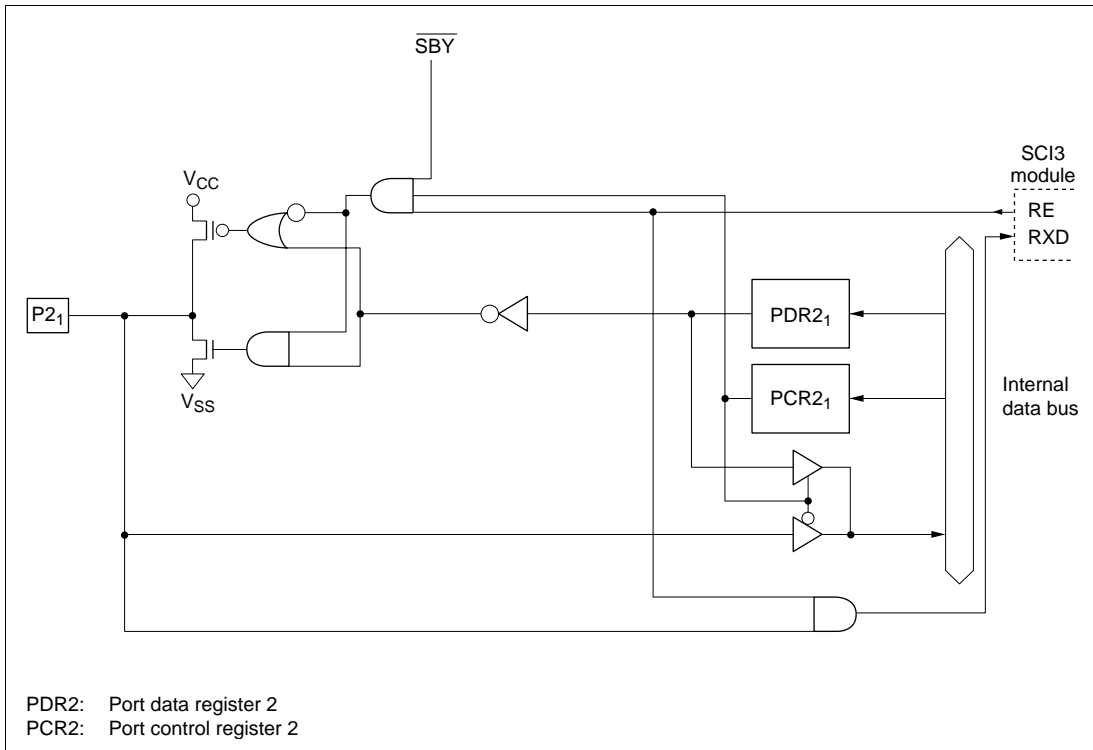 SBY
SCI3
module
RE
RXD
VCC
P21
VSS
PDR21
PCR21
Internal
data bus
PDR2: Port data register 2
PCR2: Port control register 2